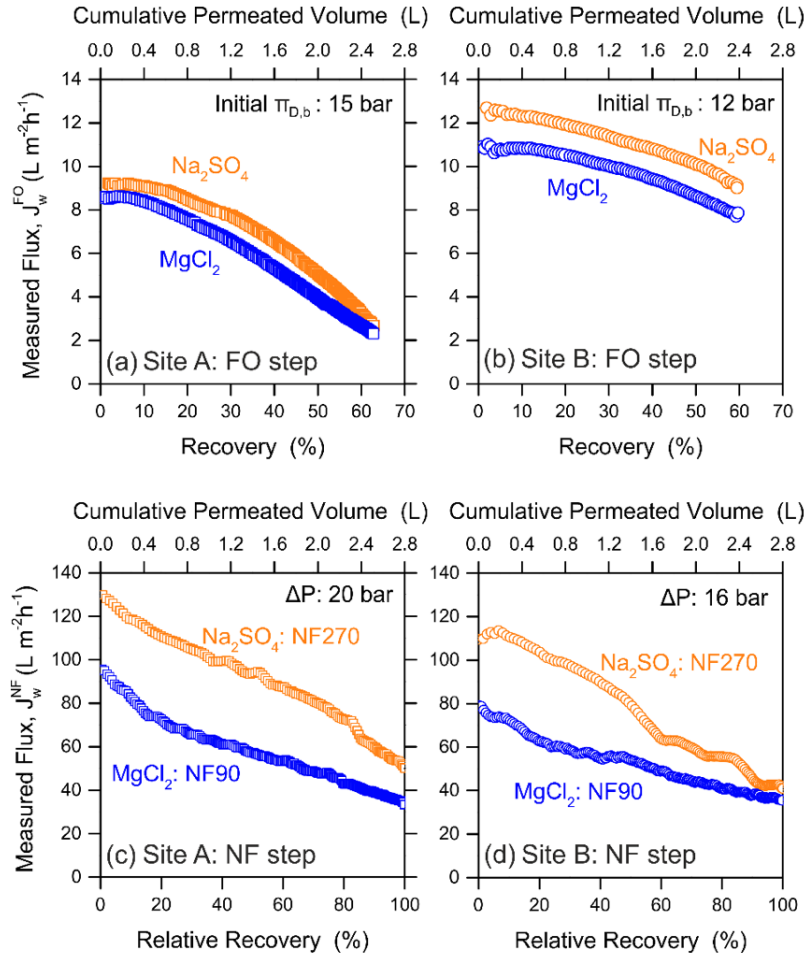 Cumulative Permeated Volume (L)
0.0 0.4 0.8 1.2 1.6 2.0 2.4 2.8
14
12
10
8
6
4
2
0
Measured Flux, J_w^FO (L m⁻²h⁻¹)
Initial π_D,b : 15 bar
Na₂SO₄
MgCl₂
(a) Site A: FO step
0 10 20 30 40 50 60 70
Recovery (%)
Cumulative Permeated Volume (L)
0.0 0.4 0.8 1.2 1.6 2.0 2.4 2.8
14
12
10
8
6
4
2
0
Initial π_D,b : 12 bar
Na₂SO₄
MgCl₂
(b) Site B: FO step
0 10 20 30 40 50 60 70
Recovery (%)
Cumulative Permeated Volume (L)
0.0 0.4 0.8 1.2 1.6 2.0 2.4 2.8
140
120
100
80
60
40
20
0
Measured Flux, J_w^NF (L m⁻²h⁻¹)
ΔP: 20 bar
Na₂SO₄: NF270
MgCl₂: NF90
(c) Site A: NF step
0 20 40 60 80 100
Relative Recovery (%)
Cumulative Permeated Volume (L)
0.0 0.4 0.8 1.2 1.6 2.0 2.4 2.8
140
120
100
80
60
40
20
0
ΔP: 16 bar
Na₂SO₄: NF270
MgCl₂: NF90
(d) Site B: NF step
0 20 40 60 80 100
Relative Recovery (%)